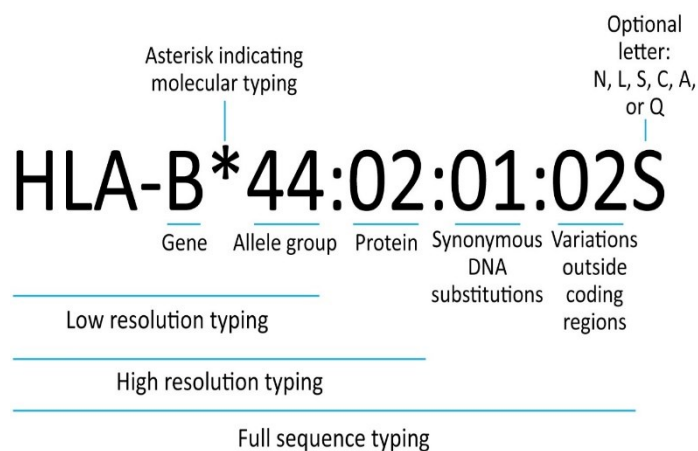 Optional
letter:
N, L, S, C, A,
or Q
Asterisk indicating
molecular typing
HLA-B*44:02:01:02S
Gene
Allele group
Protein
Synonymous
DNA
substitutions
Variations
outside
coding
regions
Low resolution typing
High resolution typing
Full sequence typing